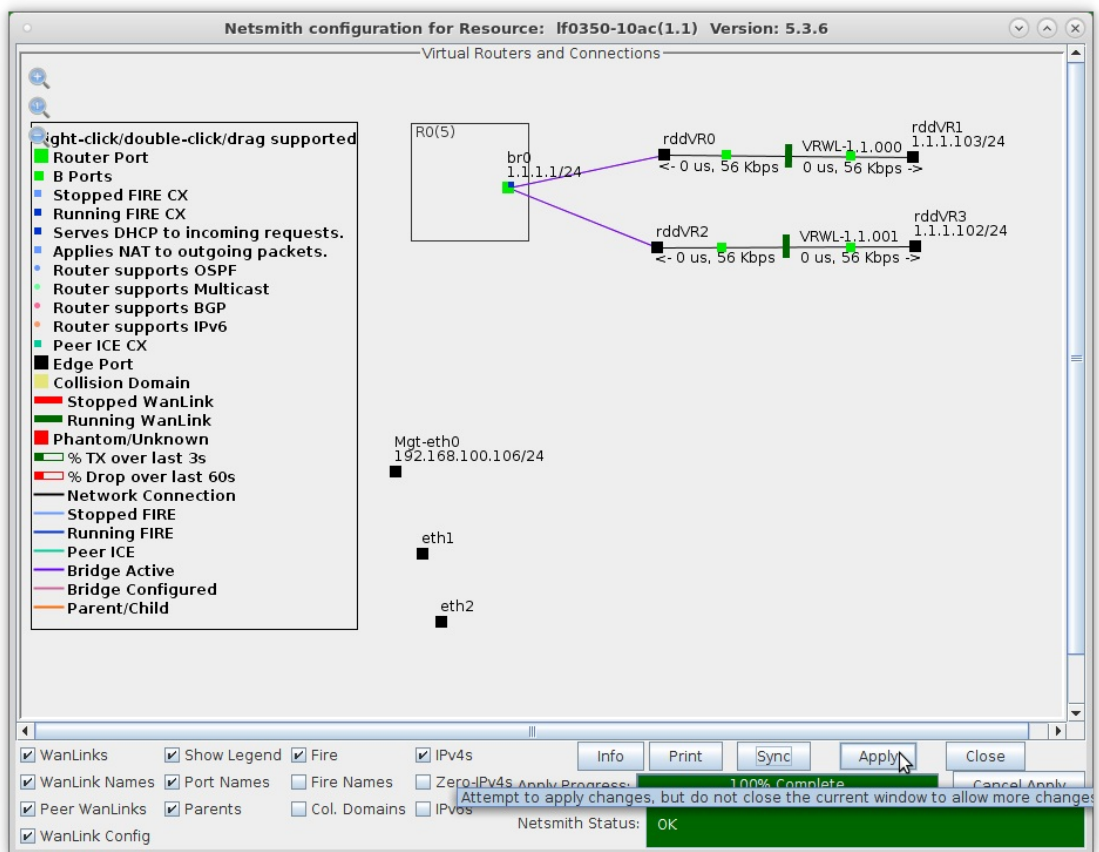 Netsmith configuration for Resource: lf0350-10ac(1.1) Version: 5.3.6
Virtual Routers and Connections
ight-click/double-click/drag supported
Router Port
B Ports
Stopped FIRE CX
Running FIRE CX
Serves DHCP to incoming requests.
Applies NAT to outgoing packets.
Router supports OSPF
Router supports Multicast
Router supports BGP
Router supports IPv6
Peer ICE CX
Edge Port
Collision Domain
Stopped WanLink
Running WanLink
Phantom/Unknown
% TX over last 3s
% Drop over last 60s
Network Connection
Stopped FIRE
Running FIRE
Peer ICE
Bridge Active
Bridge Configured
Parent/Child
R0(5)
br0
1.1.1.1/24
rddVR0
VRWL-1.1.000
rddVR1
1.1.1.103/24
<- 0 us, 56 Kbps
0 us, 56 Kbps ->
rddVR2
VRWL-1.1.001
rddVR3
1.1.1.102/24
<- 0 us, 56 Kbps
0 us, 56 Kbps ->
Mgt-eth0
192.168.100.106/24
eth1
eth2
WanLinks
Show Legend
Fire
IPv4s
Info
Print
Sync
Apply
Close
WanLink Names
Port Names
Fire Names
Zero-IPv4s
Apply Progress:
100% Complete
Cancel Apply
Peer WanLinks
Parents
Col. Domains
IPv6s
Attempt to apply changes, but do not close the current window to allow more changes
WanLink Config
Netsmith Status:
OK